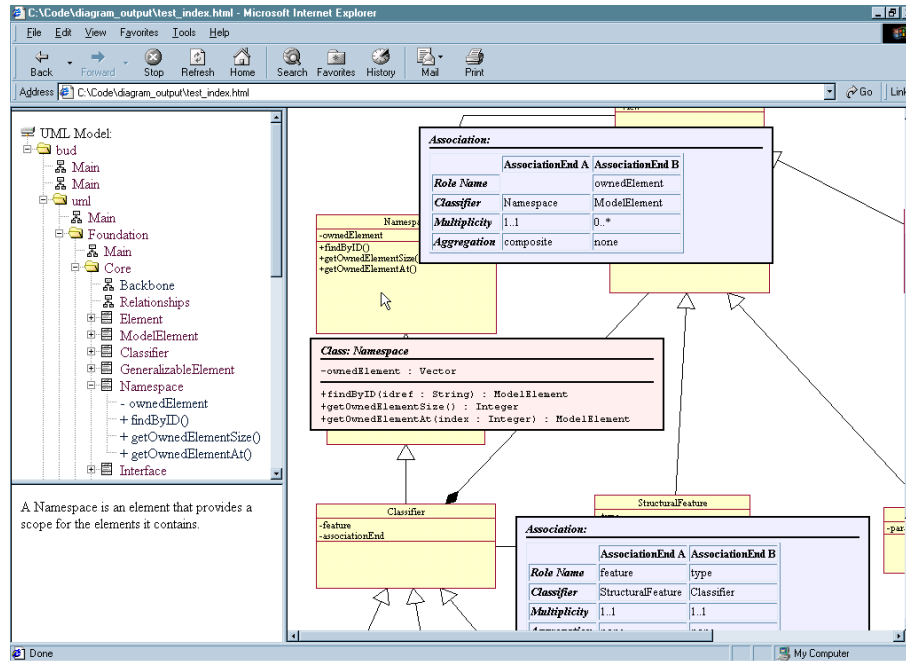 C:\Code\diagram_output\test_index.html - Microsoft Internet Explorer
File Edit View Favorites Tools Help
Back Forward Stop Refresh Home Search Favorites History Mail Print
Address C:\Code\diagram_output\test_index.html Go Link
UML Model:
bud
Main
Main
uml
Main
Foundation
Main
Core
Backbone
Relationships
Element
ModelElement
Classifier
GeneralizableElement
Namespace
- ownedElement
+ findByID()
+ getOwnedElementSize()
+ getOwnedElementAt()
Interface
A Namespace is an element that provides a
scope for the elements it contains.
Association:
AssociationEnd A AssociationEnd B
Role Name ownedElement
Classifier Namespace ModelElement
Multiplicity 1..1 0..*
Aggregation composite none
Namespa
-ownedElement
+findByID()
+getOwnedElementSize()
+getOwnedElementAt()
Class: Namespace
-ownedElement : Vector
+findByID(idref : String) : ModelElement
+getOwnedElementSize() : Integer
+getOwnedElementAt(index : Integer) : ModelElement
Classifier
-feature
-associationEnd
StructuralFeature
-par
Association:
AssociationEnd A AssociationEnd B
Role Name feature type
Classifier StructuralFeature Classifier
Multiplicity 1..1 1..1
Done My Computer